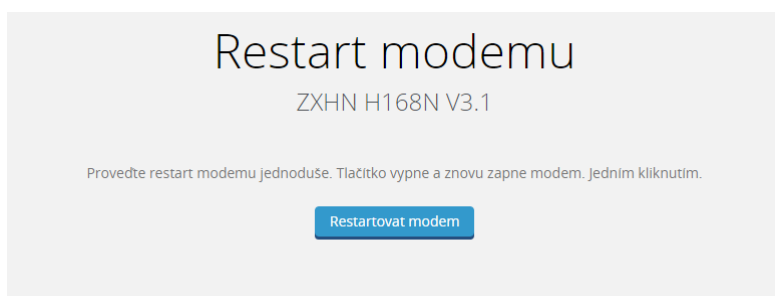 Restart modemu
ZXHN H168N V3.1
Proveďte restart modemu jednoduše. Tlačítko vypne a znovu zapne modem. Jedním kliknutím.
Restartovat modem